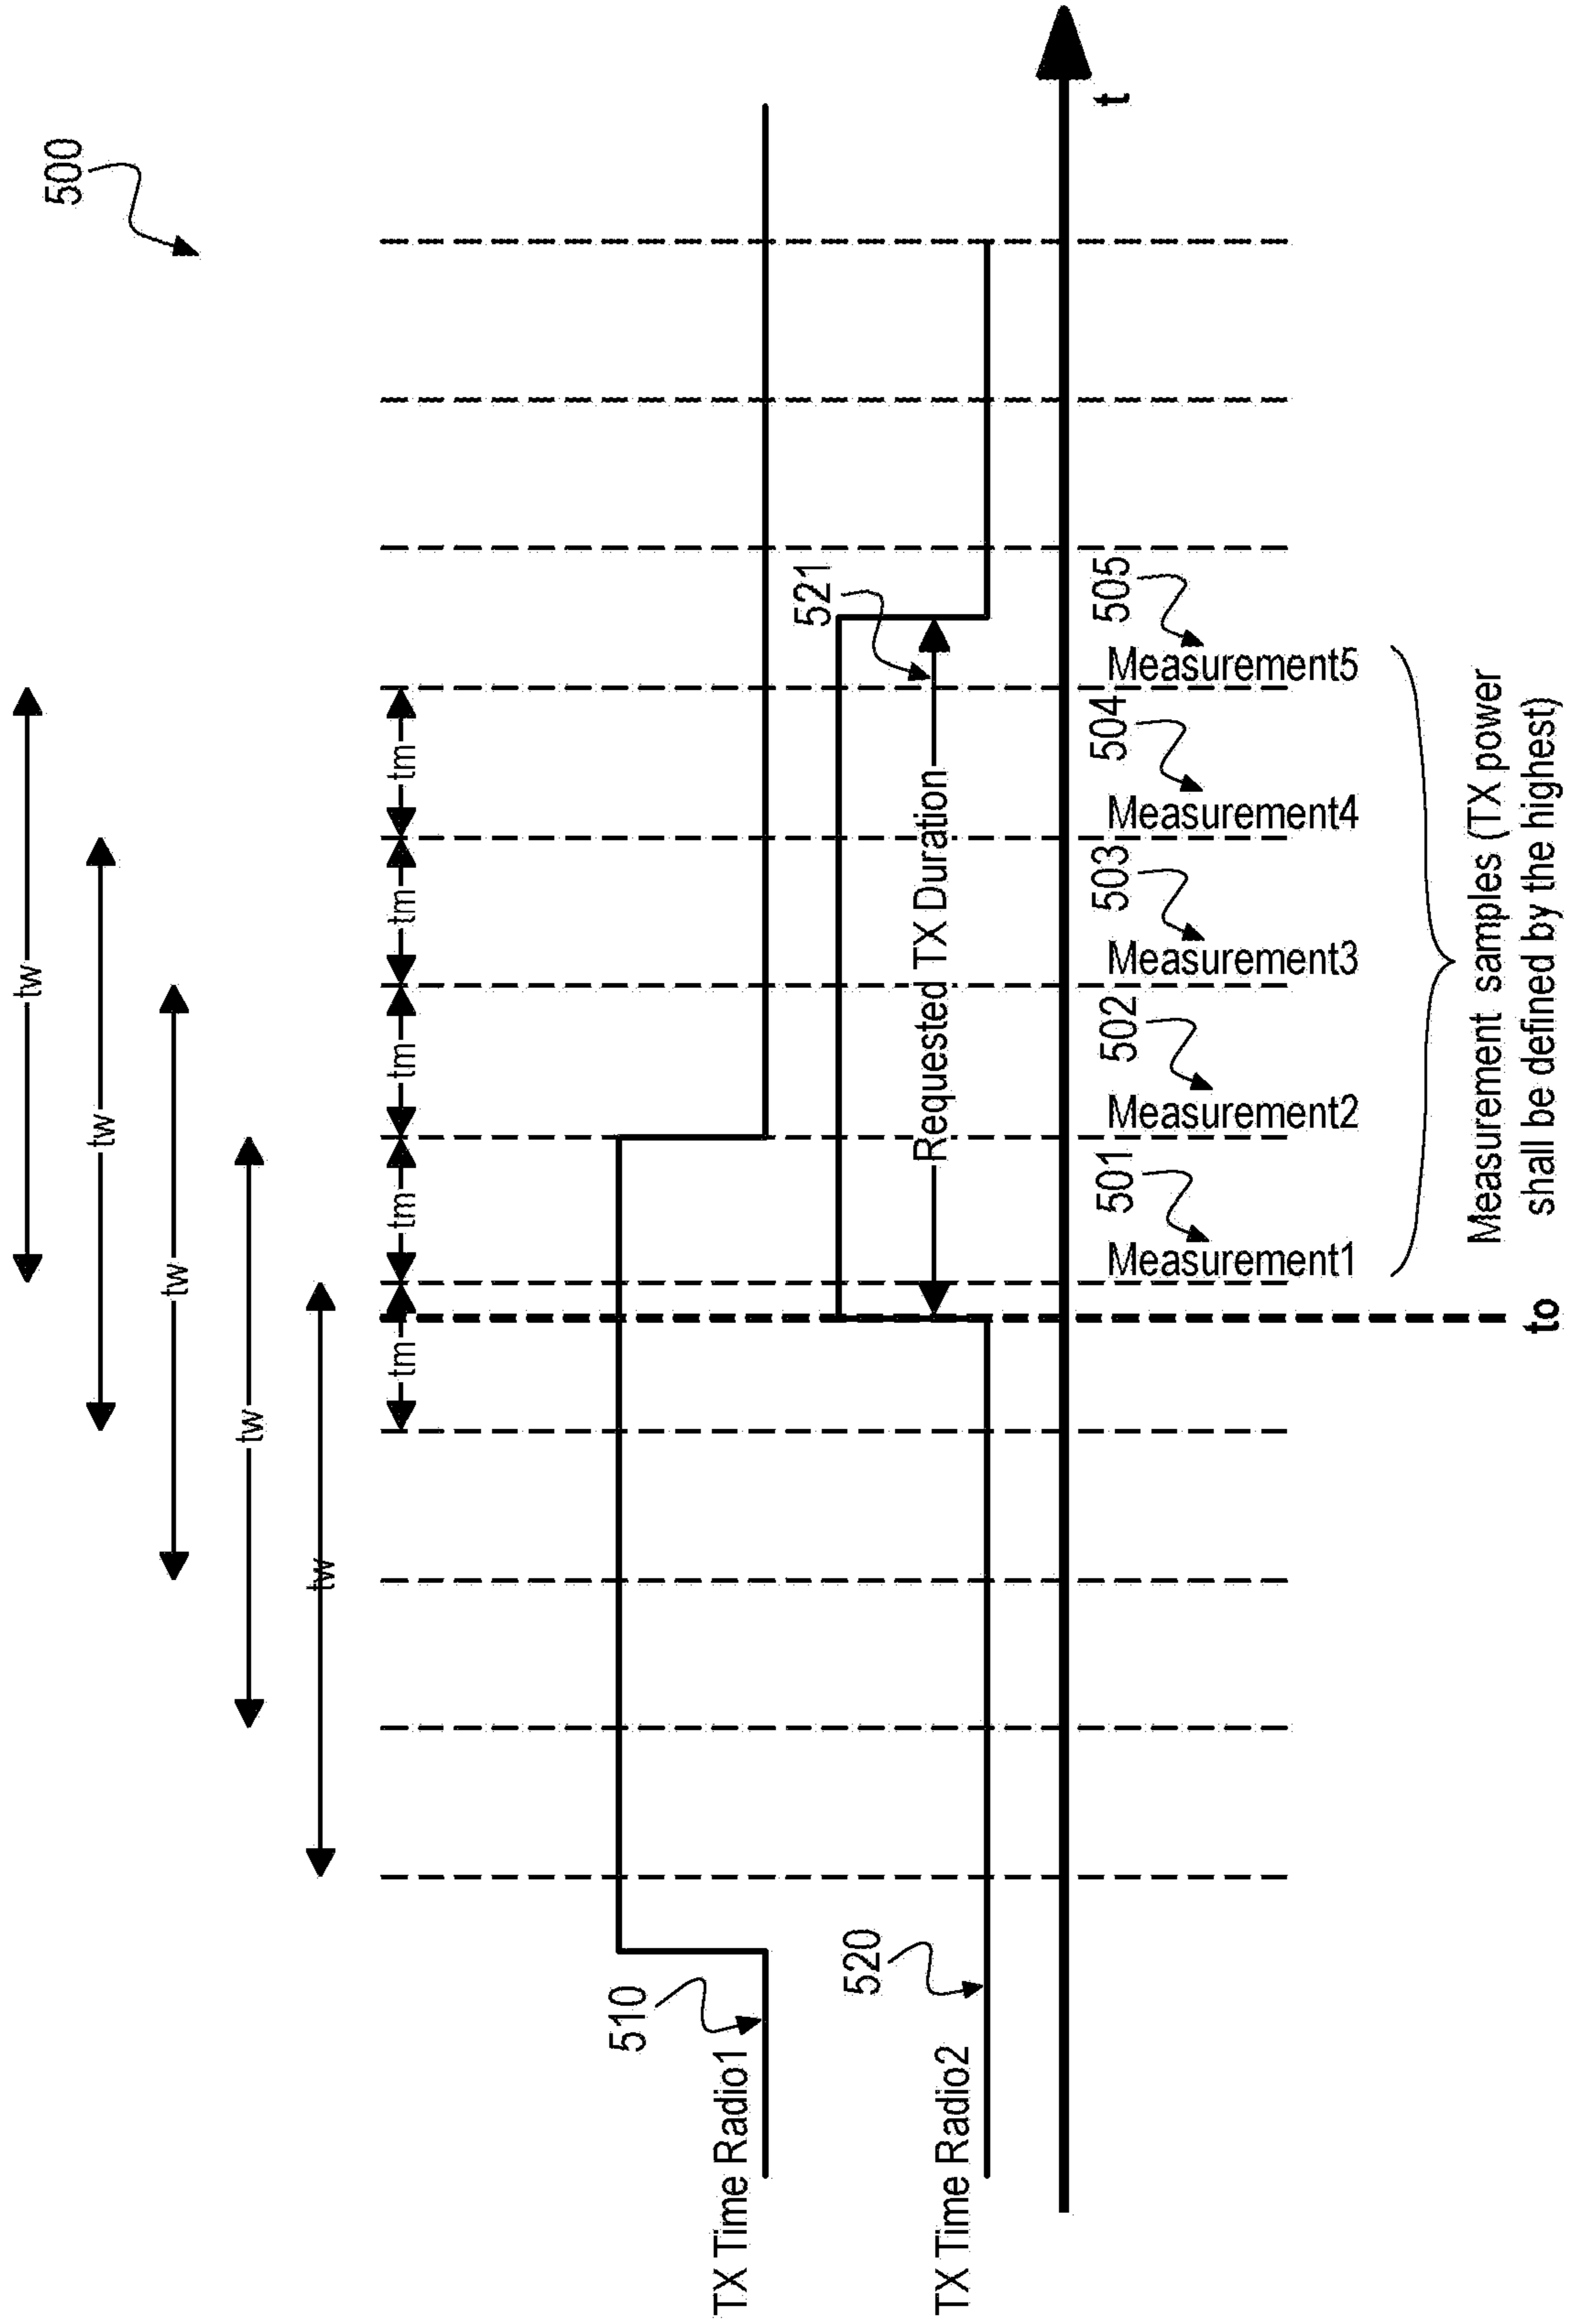 500
tw
tw
tw
tw
tw
tm
tm
tm
tm
tm
510
TX Time Radio1
521
Requested TX Duration
520
TX Time Radio2
t
501
502
503
504
505
Measurement1
Measurement2
Measurement3
Measurement4
Measurement5
to
Measurement samples (TX power
shall be defined by the highest)